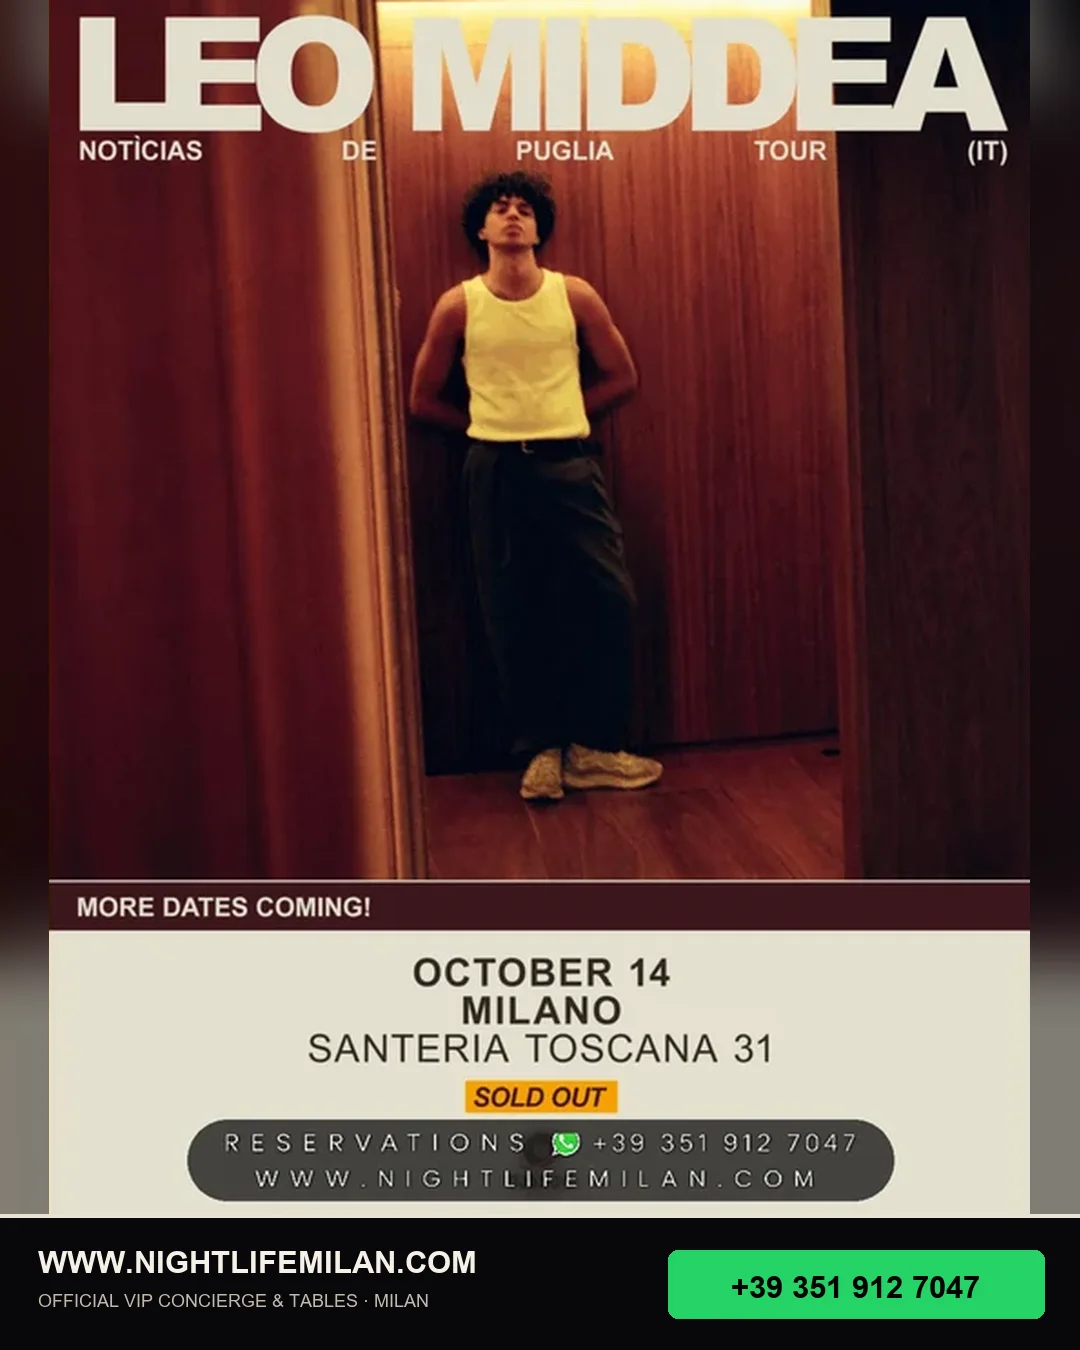 LEO MIDDEA
NOTÌCIAS DE PUGLIA TOUR (IT)
MORE DATES COMING!
OCTOBER 14
MILANO
SANTERIA TOSCANA 31
SOLD OUT
RESERVATIONS +39 351 912 7047
WWW.NIGHTLIFEMILAN.COM
WWW.NIGHTLIFEMILAN.COM
OFFICIAL VIP CONCIERGE & TABLES · MILAN
+39 351 912 7047